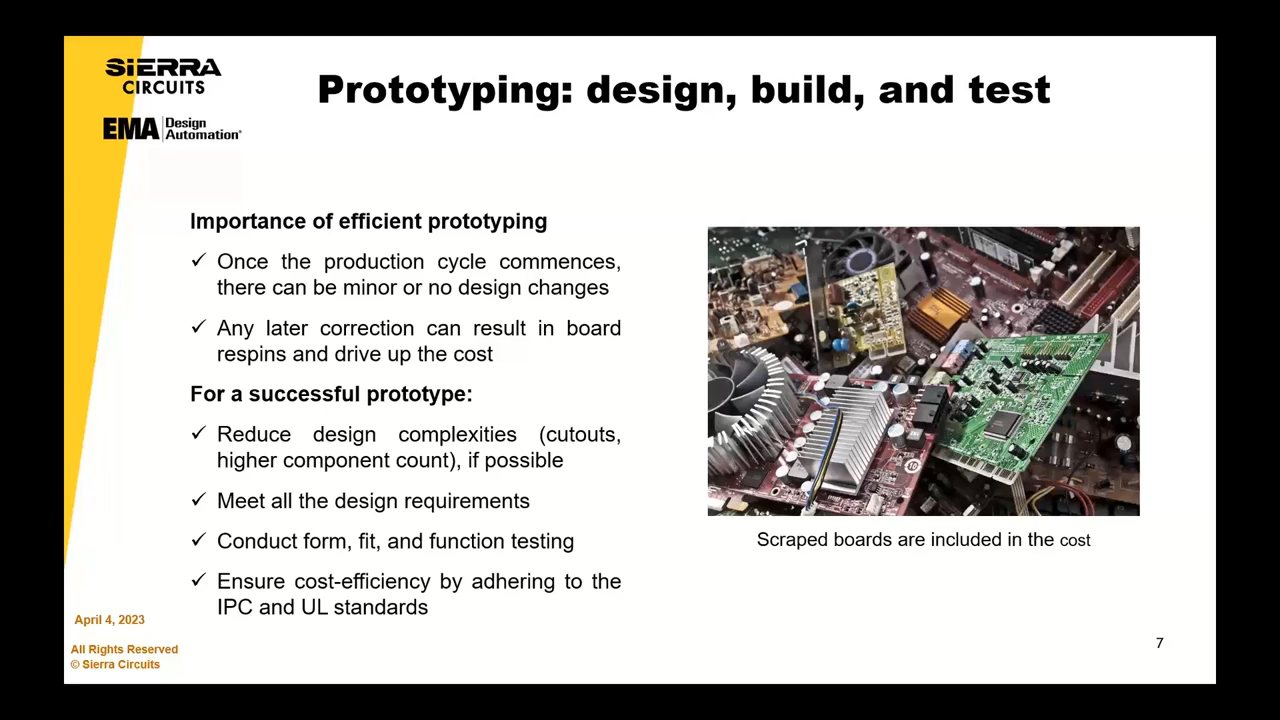 SIERRA
CIRCUITS
EMA Design
Automation®
Prototyping: design, build, and test
Importance of efficient prototyping
✓ Once the production cycle commences,
there can be minor or no design changes
✓ Any later correction can result in board
respins and drive up the cost
For a successful prototype:
✓ Reduce design complexities (cutouts,
higher component count), if possible
✓ Meet all the design requirements
✓ Conduct form, fit, and function testing
✓ Ensure cost-efficiency by adhering to the
IPC and UL standards
Scraped boards are included in the cost
April 4, 2023
All Rights Reserved
© Sierra Circuits
7